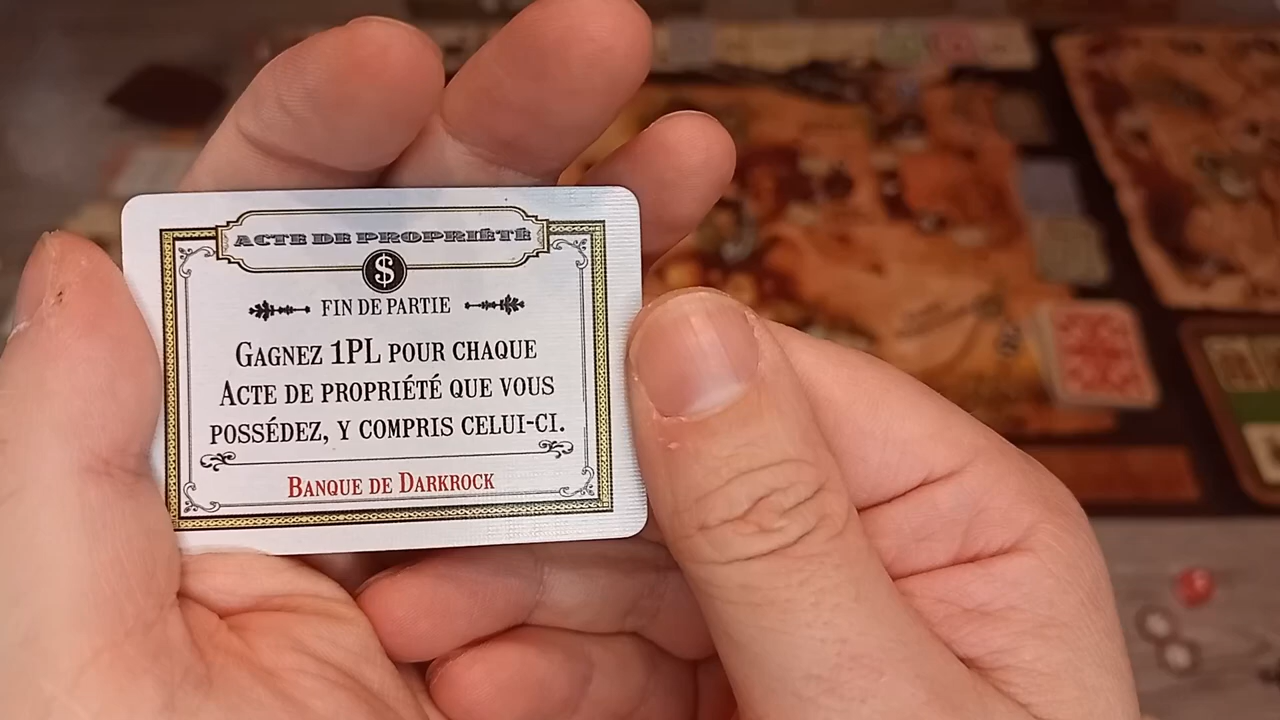 ACTE DE PROPRIÉTÉ
$
FIN DE PARTIE
GAGNEZ 1PL POUR CHAQUE
ACTE DE PROPRIÉTÉ QUE VOUS
POSSÉDEZ, Y COMPRIS CELUI-CI.
BANQUE DE DARKROCK